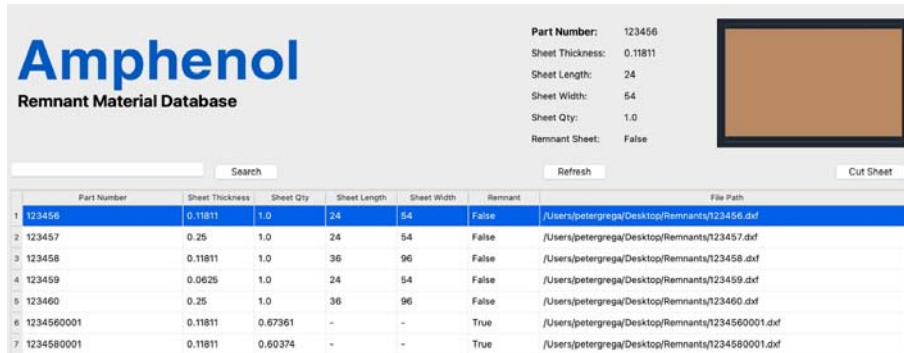 Amphenol
Remnant Material Database
Part Number: 123456
Sheet Thickness: 0.11811
Sheet Length: 24
Sheet Width: 54
Sheet Qty: 1.0
Remnant Sheet: False
Search Refresh Cut Sheet
Part Number Sheet Thickness Sheet Qty Sheet Length Sheet Width Remnant File Path
1 123456 0.11811 1.0 24 54 False /Users/petergrega/Desktop/Remnants/123456.dxf
2 123457 0.25 1.0 24 54 False /Users/petergrega/Desktop/Remnants/123457.dxf
3 123458 0.11811 1.0 36 96 False /Users/petergrega/Desktop/Remnants/123458.dxf
4 123459 0.0625 1.0 24 54 False /Users/petergrega/Desktop/Remnants/123459.dxf
5 123460 0.25 1.0 36 96 False /Users/petergrega/Desktop/Remnants/123460.dxf
6 1234560001 0.11811 0.67361 - - True /Users/petergrega/Desktop/Remnants/1234560001.dxf
7 1234580001 0.11811 0.60374 - - True /Users/petergrega/Desktop/Remnants/1234580001.dxf